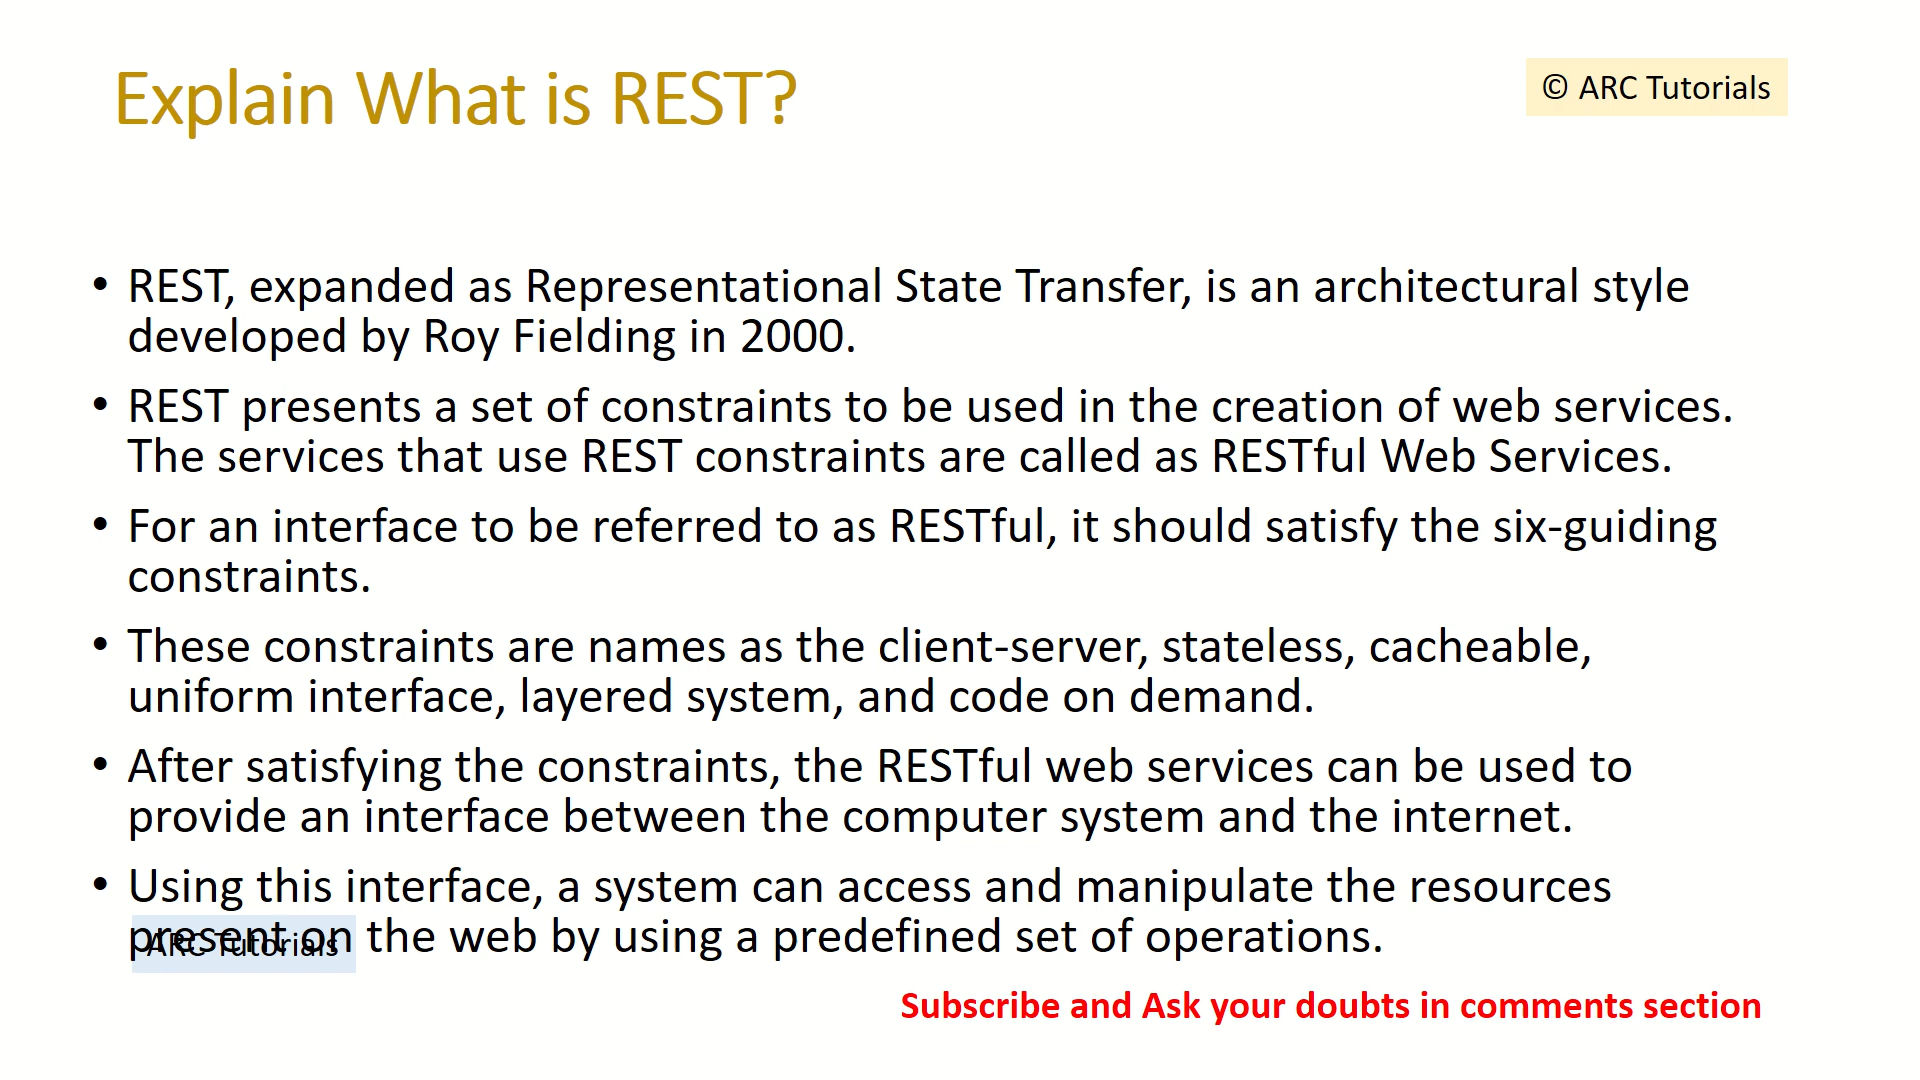 Explain What is REST?
© ARC Tutorials
• REST, expanded as Representational State Transfer, is an architectural style
developed by Roy Fielding in 2000.
• REST presents a set of constraints to be used in the creation of web services.
The services that use REST constraints are called as RESTful Web Services.
• For an interface to be referred to as RESTful, it should satisfy the six-guiding
constraints.
• These constraints are names as the client-server, stateless, cacheable,
uniform interface, layered system, and code on demand.
• After satisfying the constraints, the RESTful web services can be used to
provide an interface between the computer system and the internet.
• Using this interface, a system can access and manipulate the resources
present on the web by using a predefined set of operations.
ARC Tutorials
Subscribe and Ask your doubts in comments section